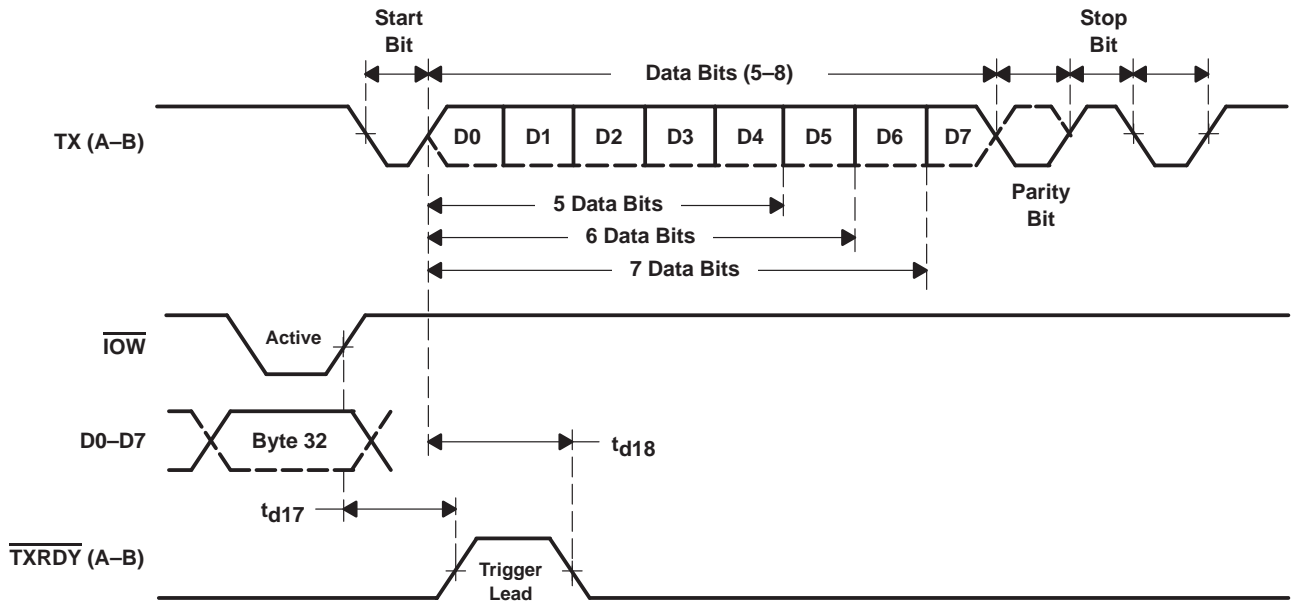 Start
Bit
Stop
Bit
Data Bits (5–8)
TX (A–B)
D0
D1
D2
D3
D4
D5
D6
D7
Parity
Bit
5 Data Bits
6 Data Bits
7 Data Bits
IOW
Active
D0–D7
Byte 32
td18
td17
TXRDY (A–B)
Trigger
Lead